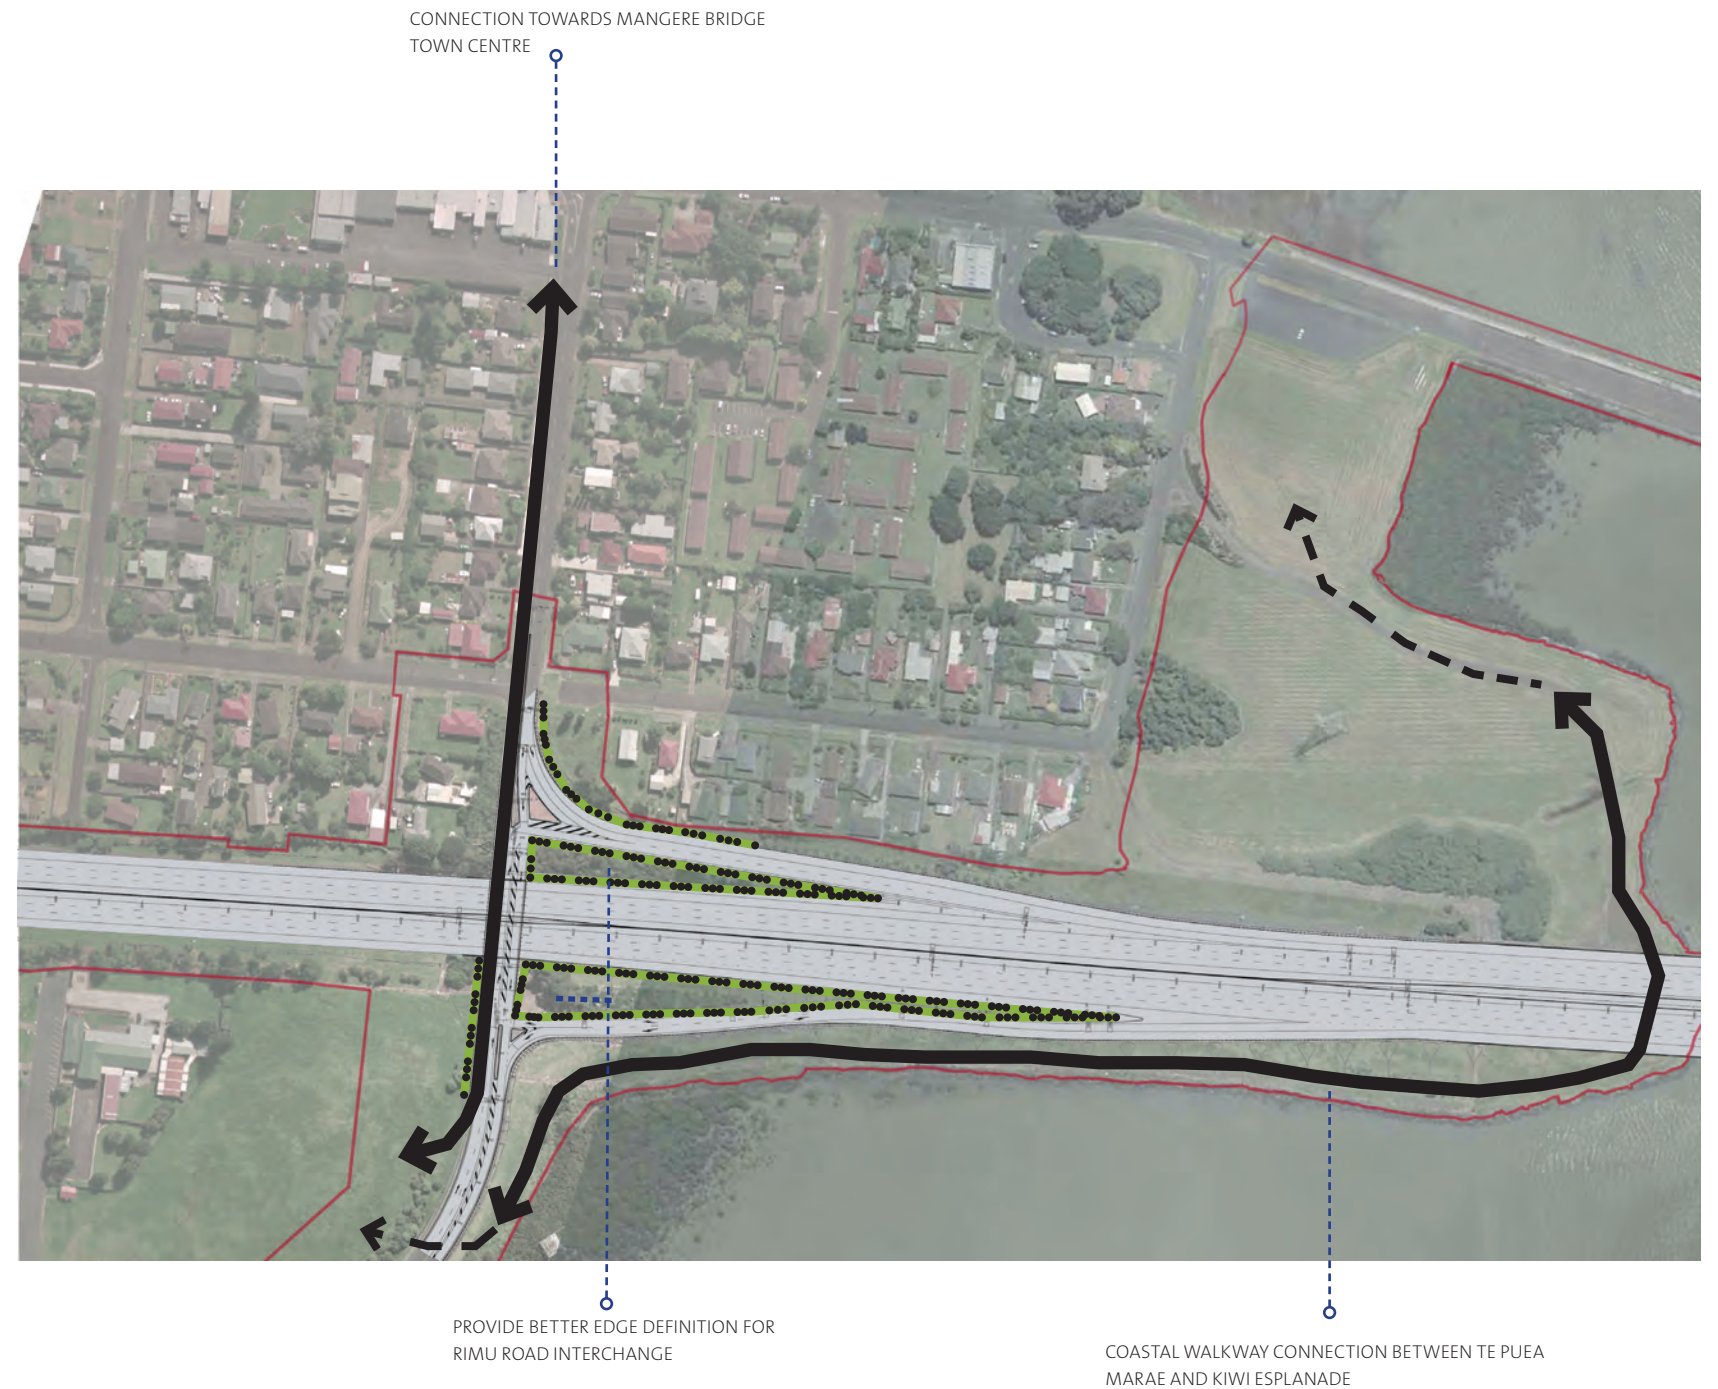 CONNECTION TOWARDS MANGERE BRIDGE
TOWN CENTRE
PROVIDE BETTER EDGE DEFINITION FOR
RIMU ROAD INTERCHANGE
COASTAL WALKWAY CONNECTION BETWEEN TE PUEA
MARAE AND KIWI ESPLANADE